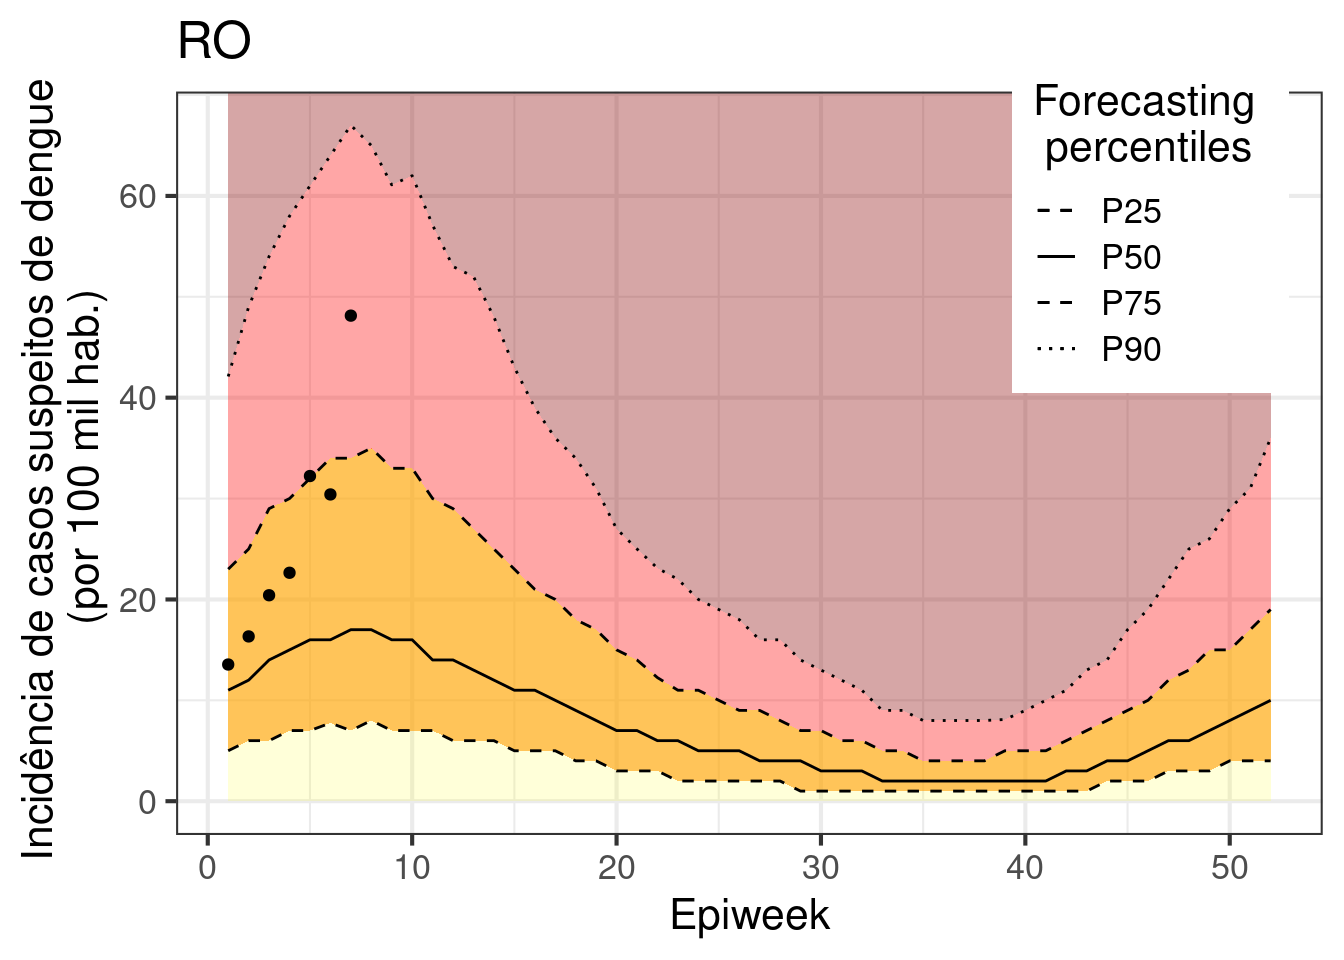 RO
Incidência de casos suspeitos de dengue
(por 100 mil hab.)
60
40
20
0
0 10 20 30 40 50
Epiweek
Forecasting
percentiles
P25
P50
P75
P90